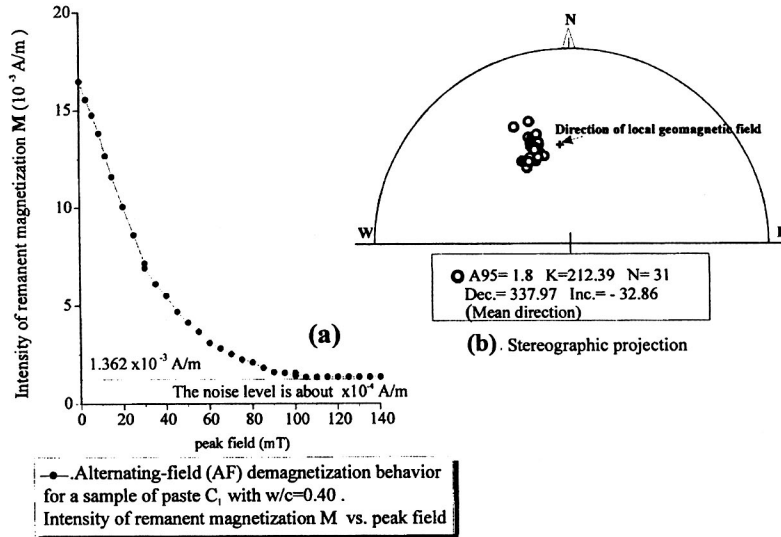 Intensity of remanent magnetization M (10⁻³ A/m)
20
15
10
5
0
1.362 x10⁻³ A/m
The noise level is about x10⁻⁴ A/m
(a)
0 20 40 60 80 100 120 140
peak field (mT)
.Alternating-field (AF) demagnetization behavior
for a sample of paste C₁ with w/c=0.40 .
Intensity of remanent magnetization M vs. peak field
N
Direction of local geomagnetic field
W
A95= 1.8 K=212.39 N= 31
Dec.= 337.97 Inc.= - 32.86
(Mean direction)
(b) . Stereographic projection